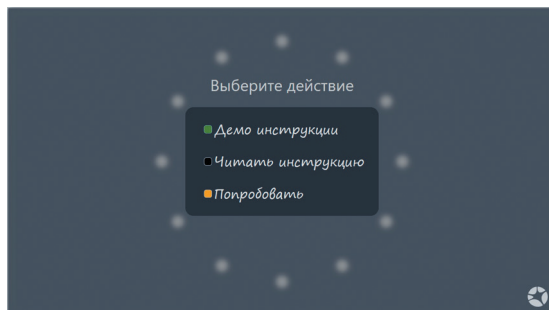 Выберите действие
Демо инструкции
Читать инструкцию
Попробовать